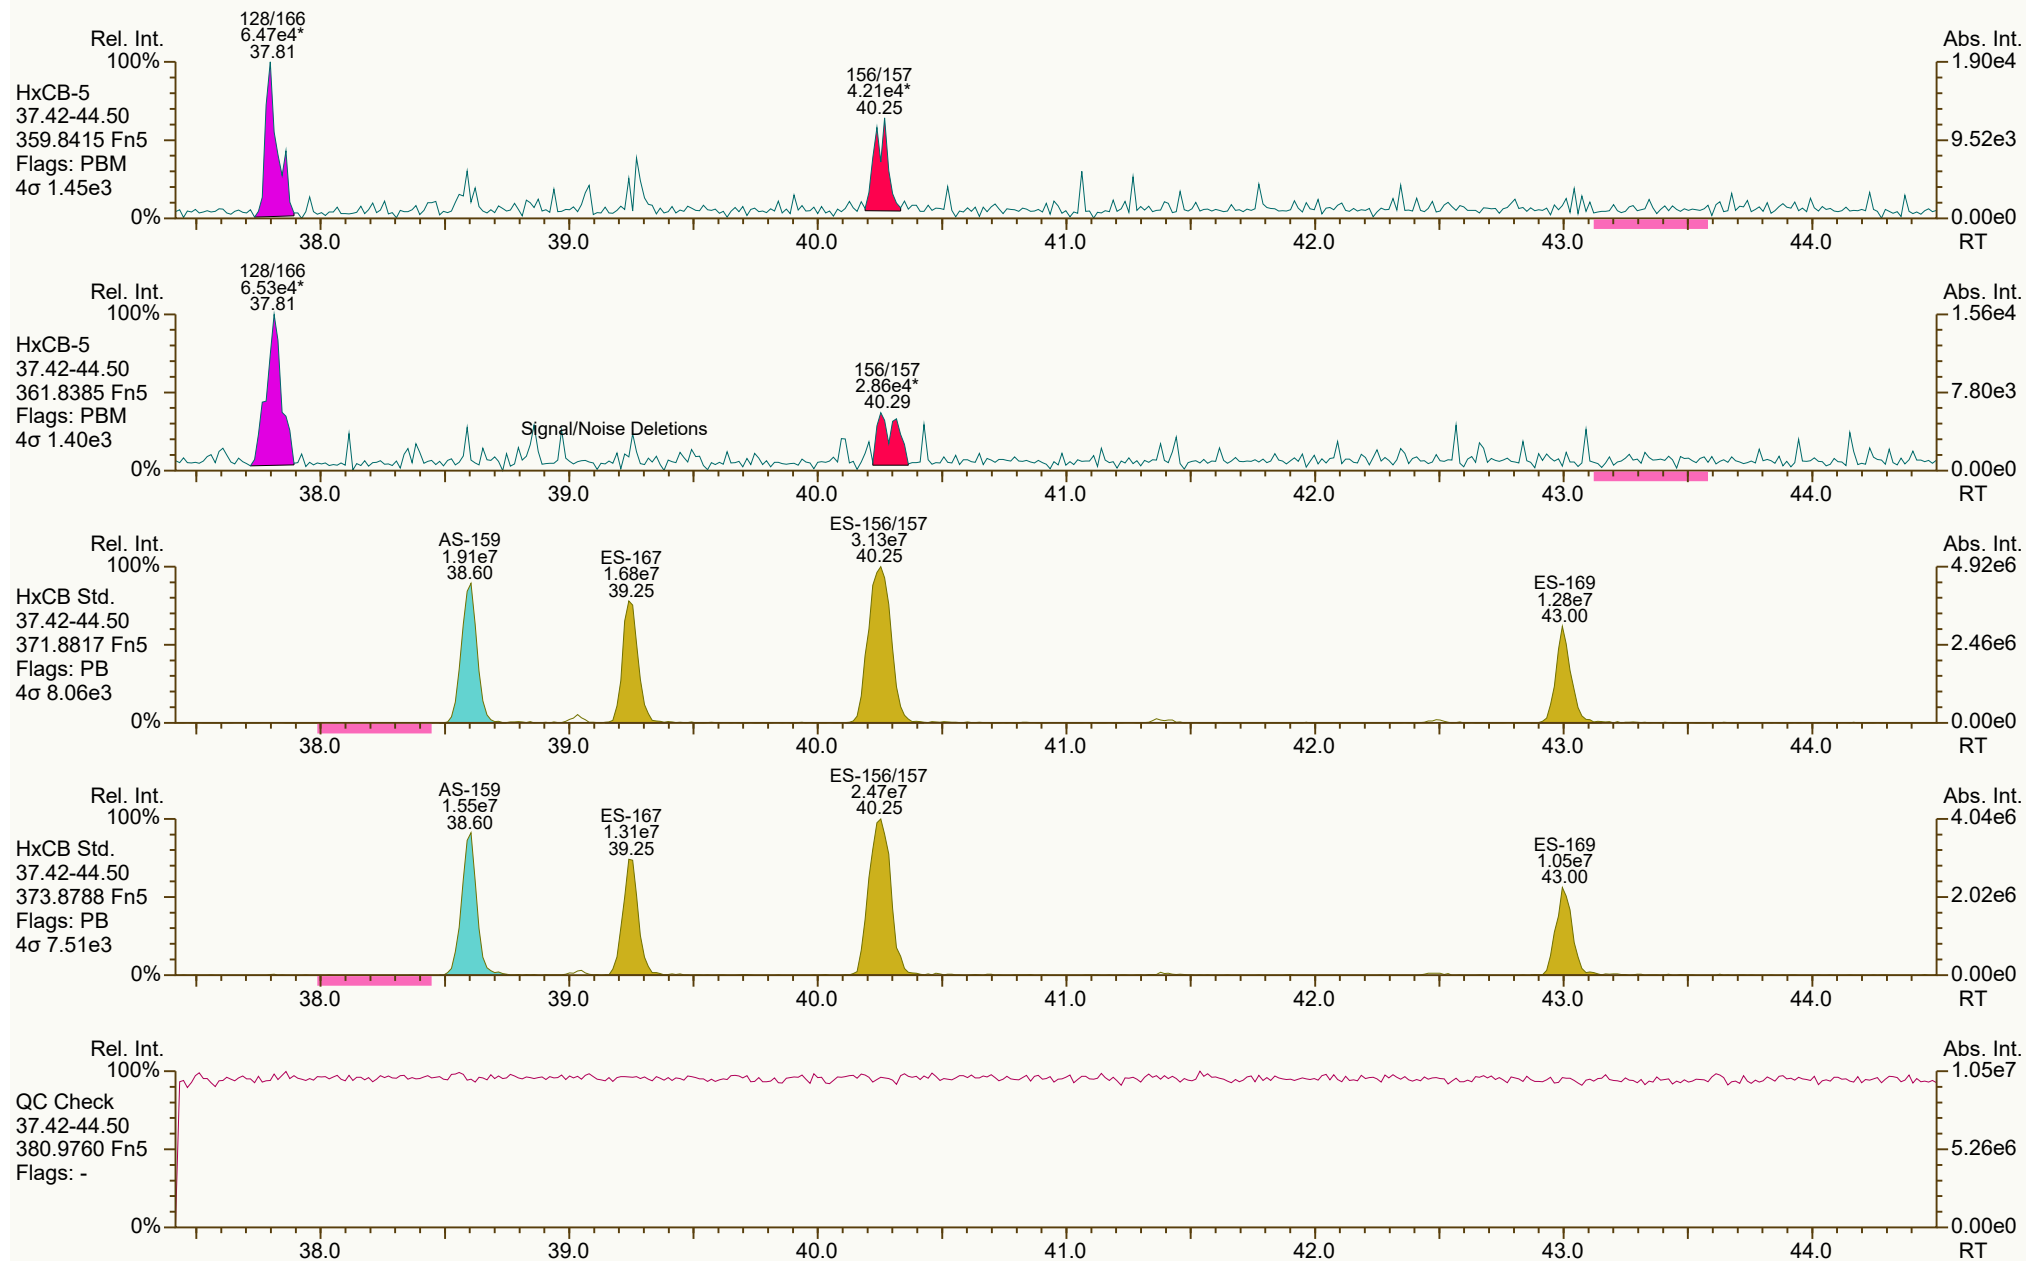 128/166
6.47e4*
37.81
Rel. Int.
100%
HxCB-5
37.42-44.50
359.8415 Fn5
Flags: PBM
4σ 1.45e3
0%
156/157
4.21e4*
40.25
Abs. Int.
1.90e4
9.52e3
0.00e0
38.0 39.0 40.0 41.0 42.0 43.0 44.0 RT
128/166
6.53e4*
37.81
Rel. Int.
100%
HxCB-5
37.42-44.50
361.8385 Fn5
Flags: PBM
4σ 1.40e3
0%
Signal/Noise Deletions
156/157
2.86e4*
40.29
Abs. Int.
1.56e4
7.80e3
0.00e0
38.0 39.0 40.0 41.0 42.0 43.0 44.0 RT
Rel. Int.
100%
HxCB Std.
37.42-44.50
371.8817 Fn5
Flags: PB
4σ 8.06e3
0%
AS-159
1.91e7
38.60
ES-167
1.68e7
39.25
ES-156/157
3.13e7
40.25
ES-169
1.28e7
43.00
Abs. Int.
4.92e6
2.46e6
0.00e0
38.0 39.0 40.0 41.0 42.0 43.0 44.0 RT
Rel. Int.
100%
HxCB Std.
37.42-44.50
373.8788 Fn5
Flags: PB
4σ 7.51e3
0%
AS-159
1.55e7
38.60
ES-167
1.31e7
39.25
ES-156/157
2.47e7
40.25
ES-169
1.05e7
43.00
Abs. Int.
4.04e6
2.02e6
0.00e0
38.0 39.0 40.0 41.0 42.0 43.0 44.0 RT
Rel. Int.
100%
QC Check
37.42-44.50
380.9760 Fn5
Flags: -
0%
Abs. Int.
1.05e7
5.26e6
0.00e0
38.0 39.0 40.0 41.0 42.0 43.0 44.0 RT